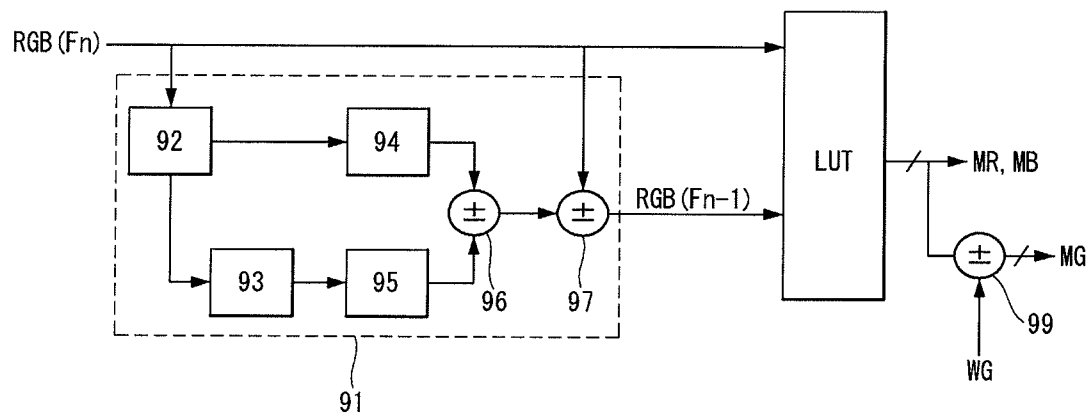 RGB(Fn)
92
94
LUT
MR, MB
±
±
RGB(Fn-1)
93
95
96
97
±
MG
99
WG
91